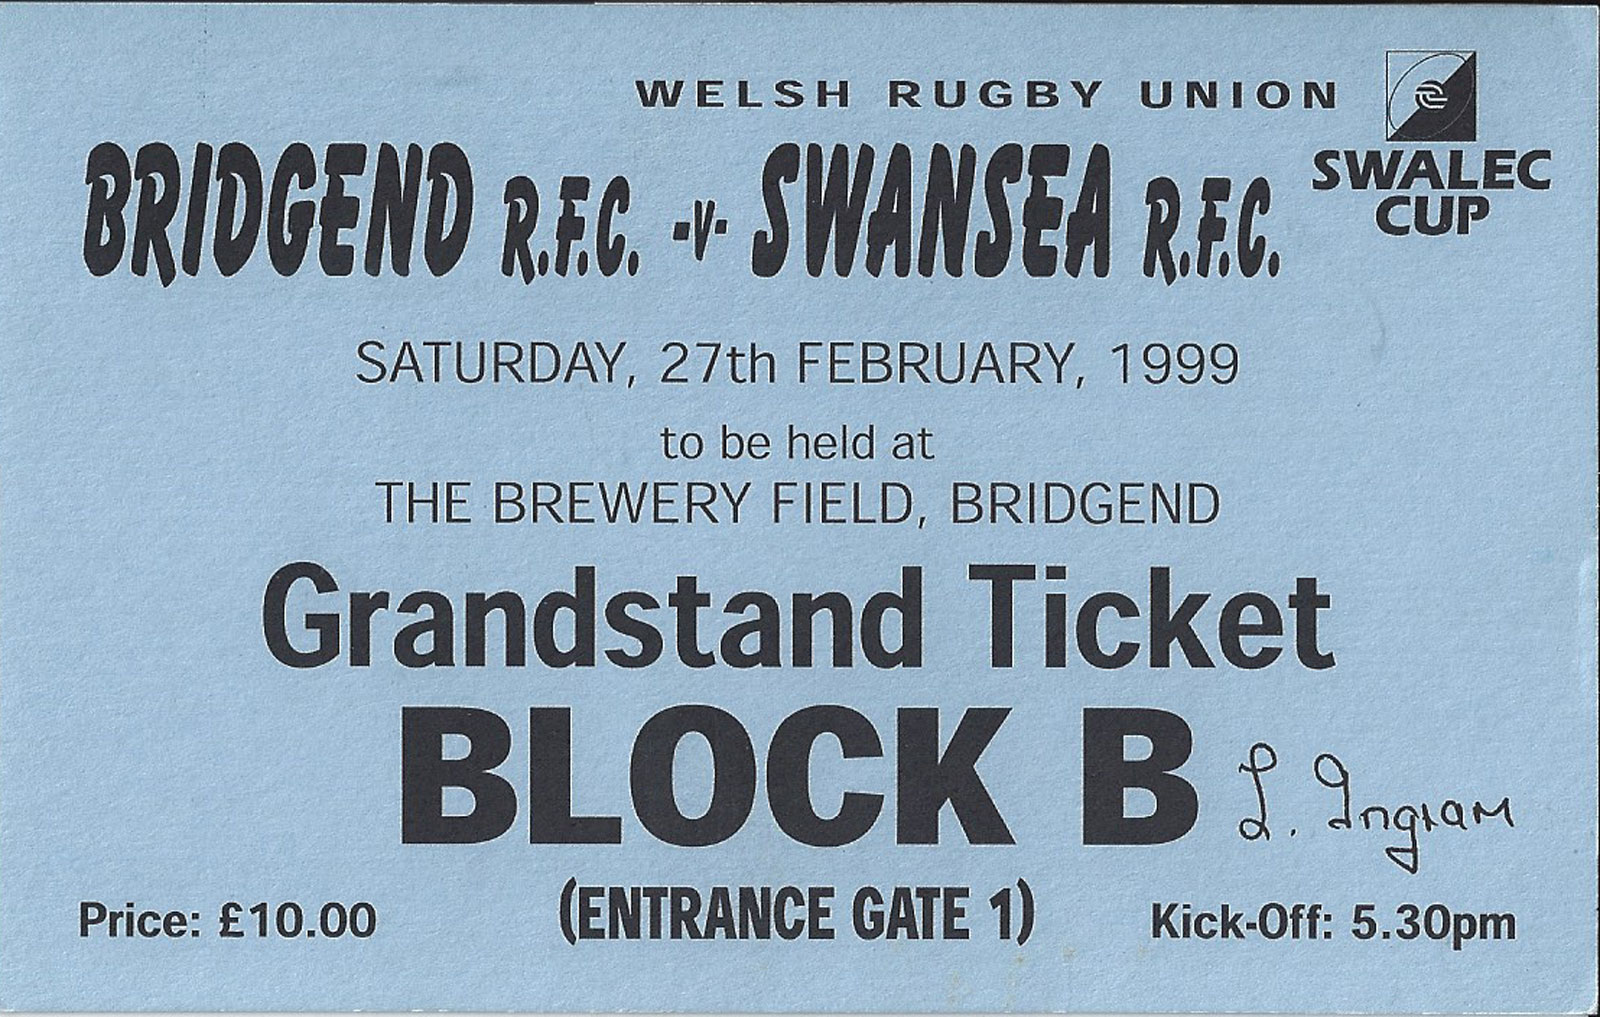 WELSH RUGBY UNION
SWALEC
CUP
BRIDGEND R.F.C. -v- SWANSEA R.F.C.
SATURDAY, 27th FEBRUARY, 1999
to be held at
THE BREWERY FIELD, BRIDGEND
Grandstand Ticket
BLOCK B
L. Ingram
(ENTRANCE GATE 1)
Price: £10.00
Kick-Off: 5.30pm